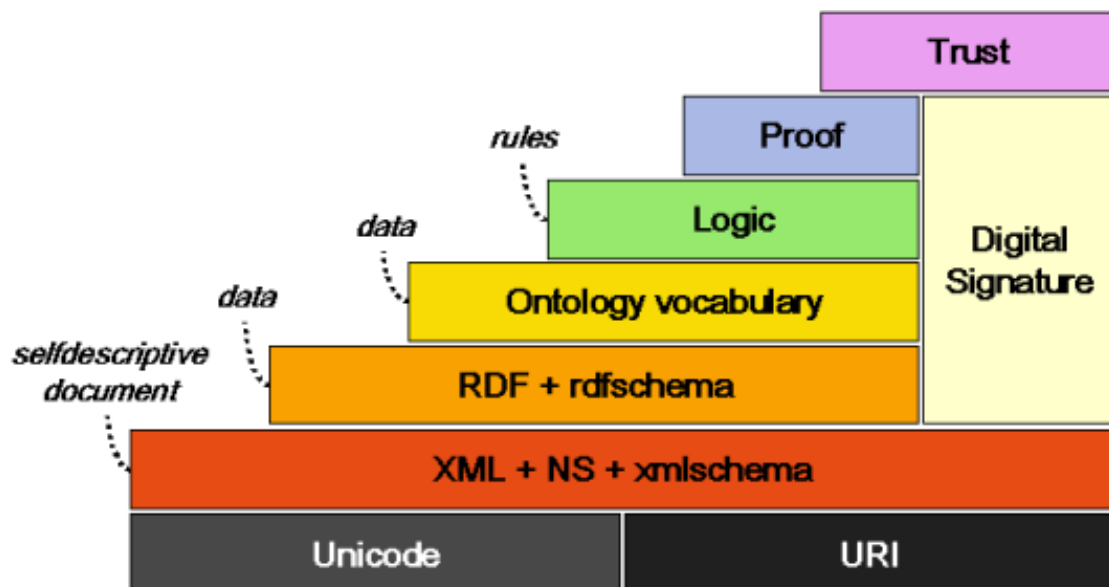 Trust
Proof
rules
Logic
Digital
Signature
data
Ontology vocabulary
data
RDF + rdfschema
selfdescriptive
document
XML + NS + xmlschema
Unicode
URI